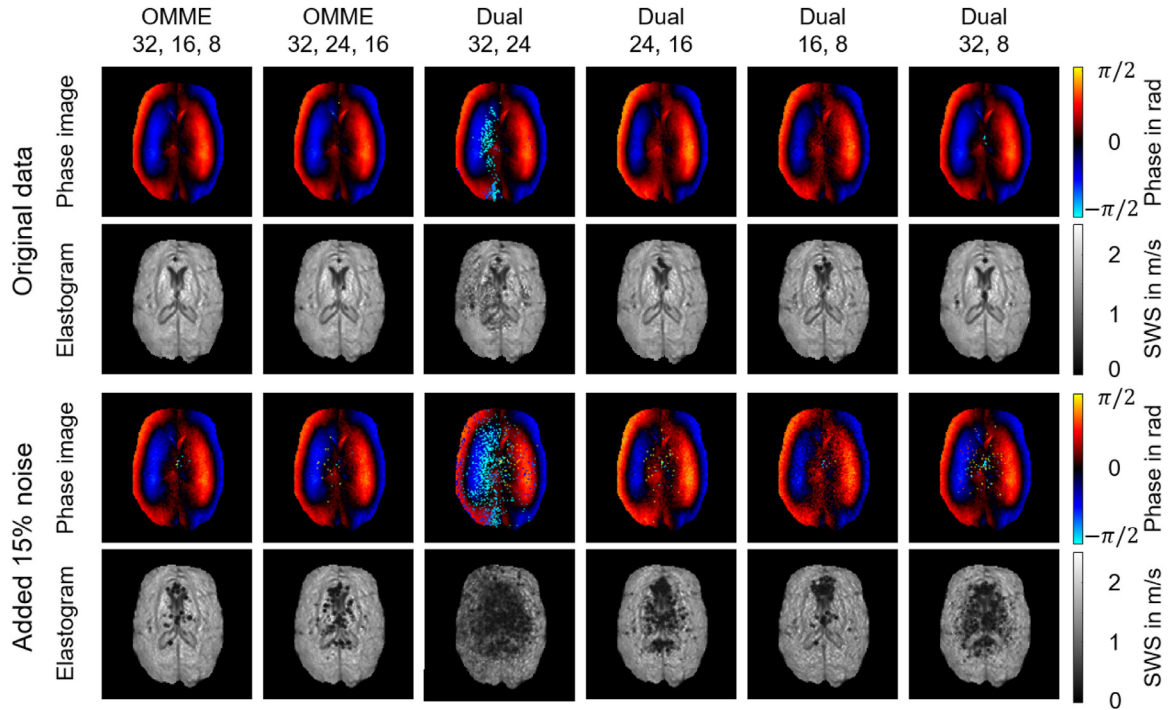 OMME
32, 16, 8
OMME
32, 24, 16
Dual
32, 24
Dual
24, 16
Dual
16, 8
Dual
32, 8
Original data
Phase image
π/2
0
−π/2
Phase in rad
Elastogram
2
1
0
SWS in m/s
Added 15% noise
Phase image
π/2
0
−π/2
Phase in rad
Elastogram
2
1
0
SWS in m/s